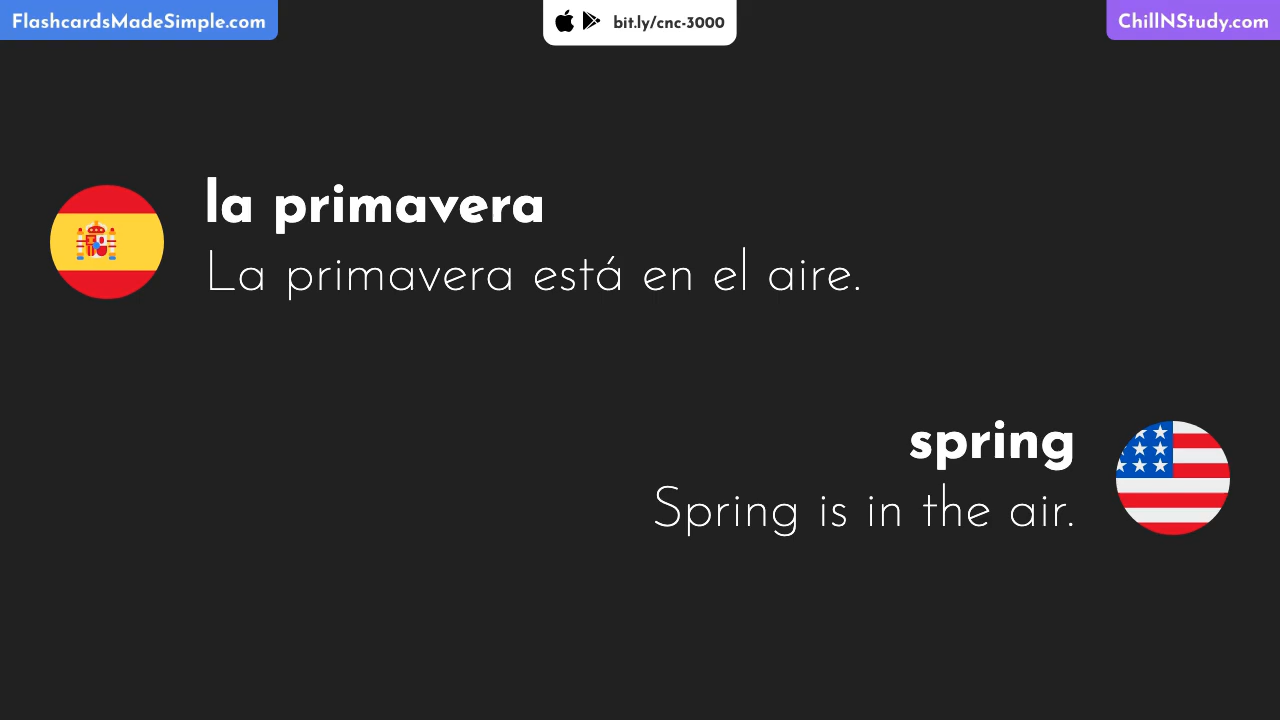 FlashcardsMadeSimple.com
bit.ly/cnc-3000
ChillNStudy.com
la primavera
La primavera está en el aire.
spring
Spring is in the air.